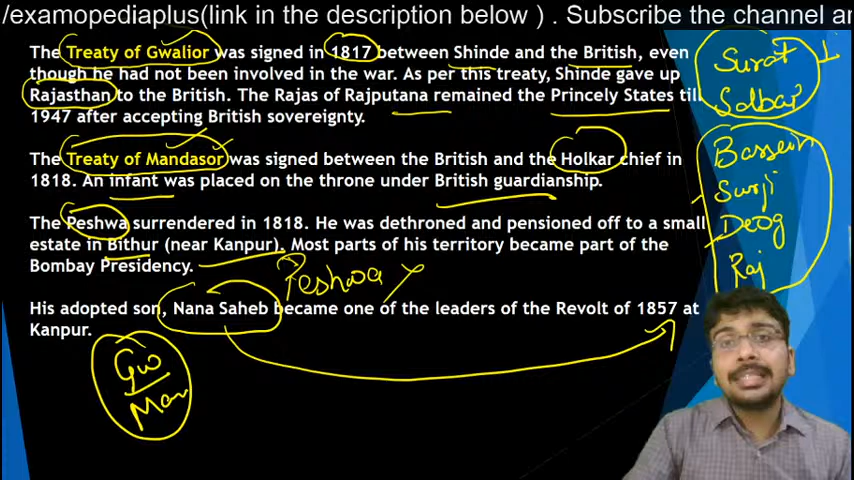 /examopediaplus(link in the description below ) . Subscribe the channel an
The Treaty of Gwalior was signed in 1817 between Shinde and the British, even
though he had not been involved in the war. As per this treaty, Shinde gave up
Rajasthan to the British. The Rajas of Rajputana remained the Princely States till
1947 after accepting British sovereignty.
The Treaty of Mandasor was signed between the British and the Holkar chief in
1818. An infant was placed on the throne under British guardianship.
The Peshwa surrendered in 1818. He was dethroned and pensioned off to a small
estate in Bithur (near Kanpur). Most parts of his territory became part of the
Bombay Presidency.
Peshwa
His adopted son, Nana Saheb became one of the leaders of the Revolt of 1857 at
Kanpur.
Gwo
Man
Surat
Salbai
Bassein
Surji
Deog
Raj